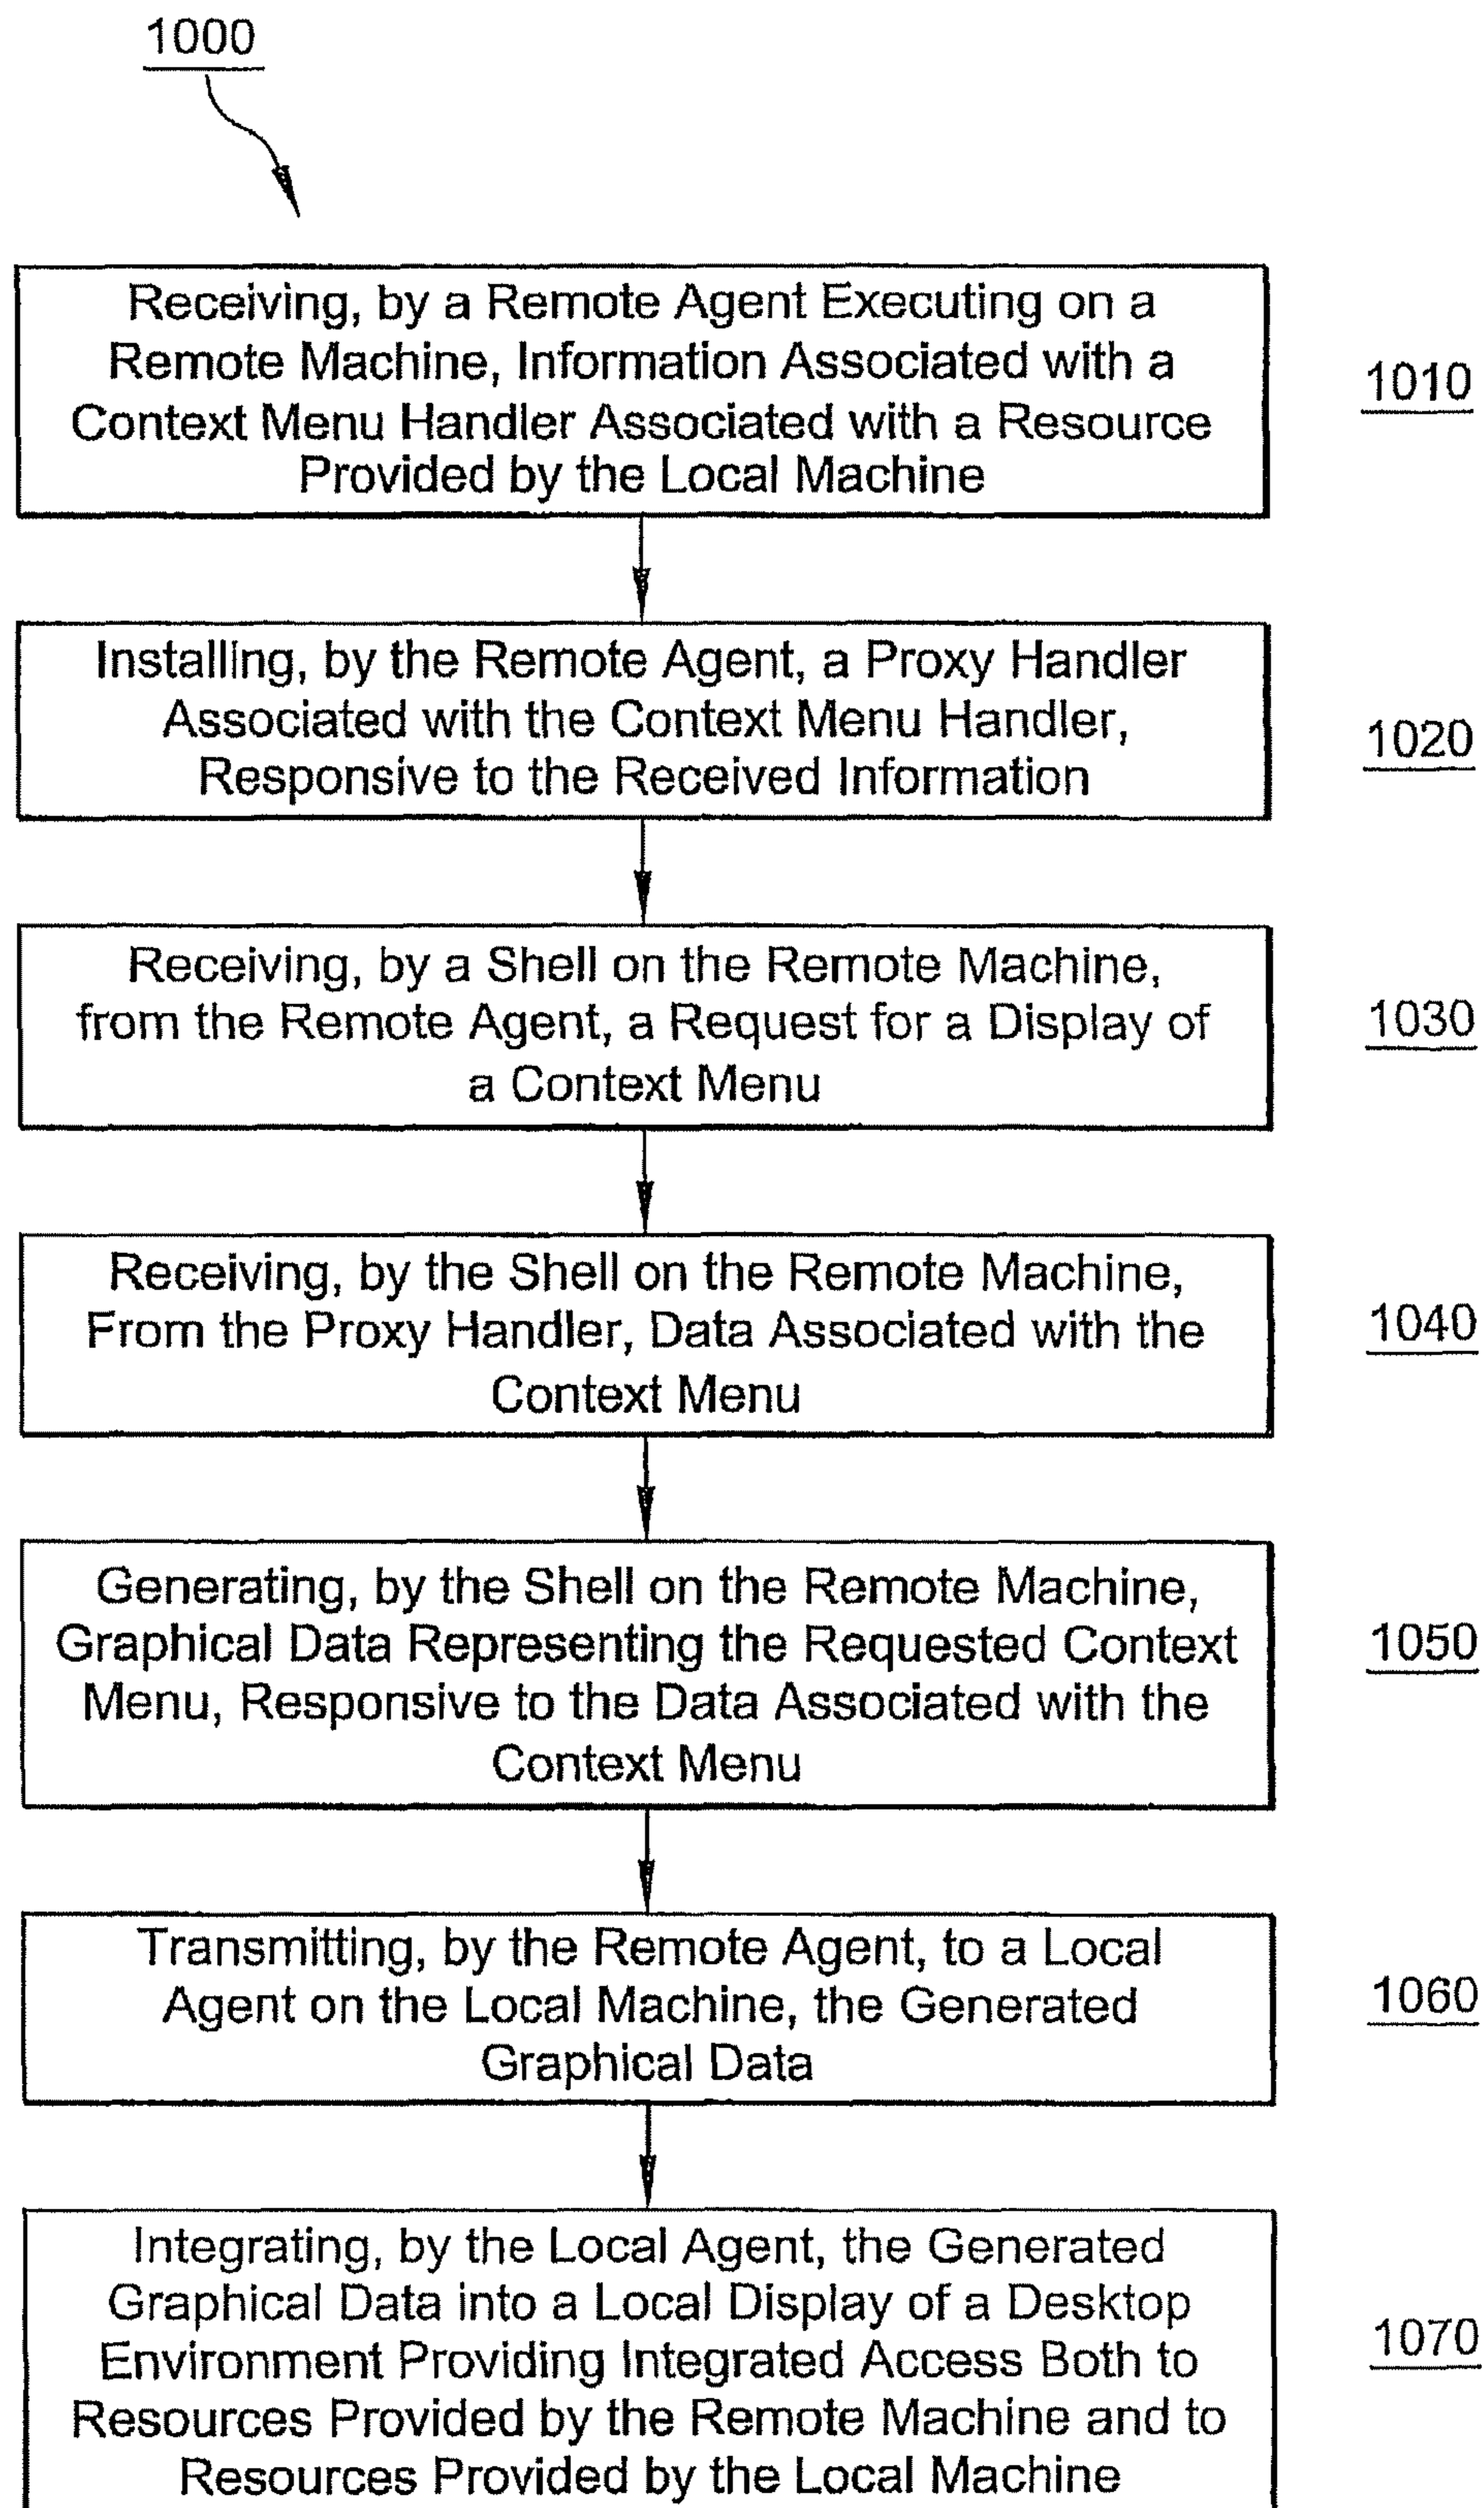 1000
Receiving, by a Remote Agent Executing on a
Remote Machine, Information Associated with a
Context Menu Handler Associated with a Resource
Provided by the Local Machine
1010
Installing, by the Remote Agent, a Proxy Handler
Associated with the Context Menu Handler,
Responsive to the Received Information
1020
Receiving, by a Shell on the Remote Machine,
from the Remote Agent, a Request for a Display of
a Context Menu
1030
Receiving, by the Shell on the Remote Machine,
From the Proxy Handler, Data Associated with the
Context Menu
1040
Generating, by the Shell on the Remote Machine,
Graphical Data Representing the Requested Context
Menu, Responsive to the Data Associated with the
Context Menu
1050
Transmitting, by the Remote Agent, to a Local
Agent on the Local Machine, the Generated
Graphical Data
1060
Integrating, by the Local Agent, the Generated
Graphical Data into a Local Display of a Desktop
Environment Providing Integrated Access Both to
Resources Provided by the Remote Machine and to
Resources Provided by the Local Machine
1070